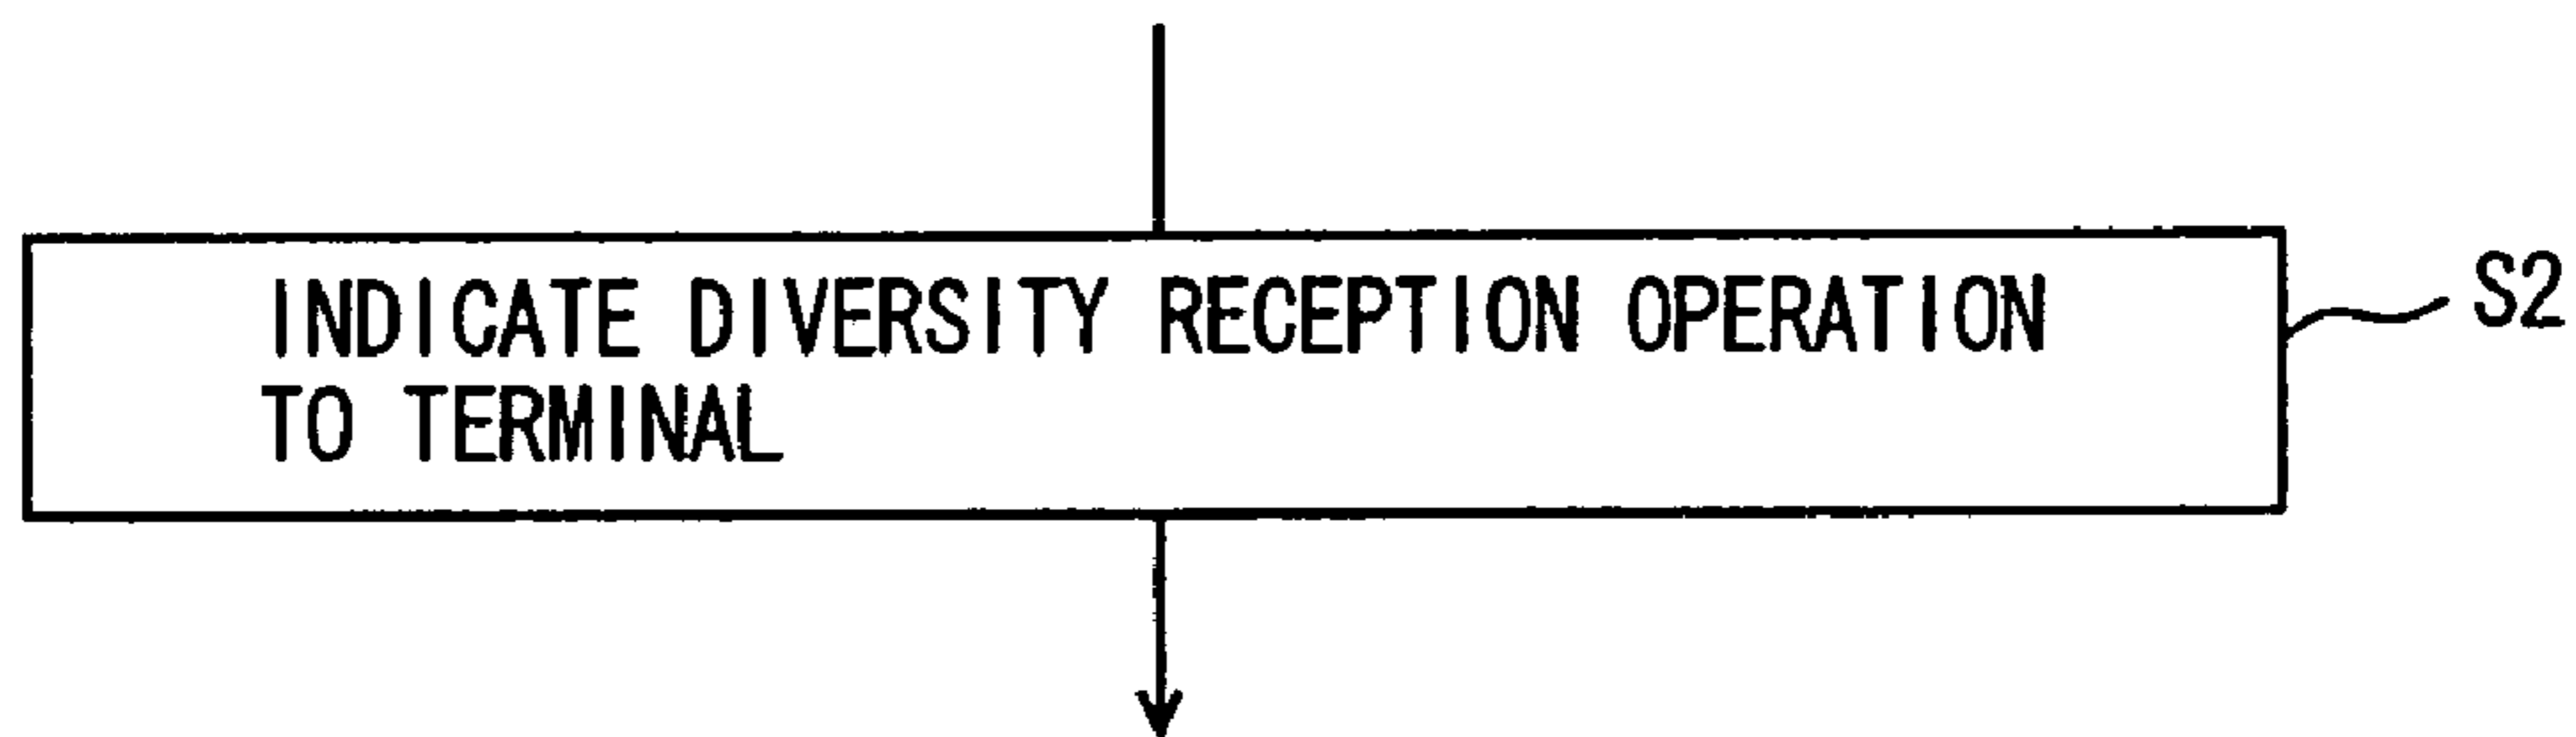 INDICATE DIVERSITY RECEPTION OPERATION
TO TERMINAL
S2